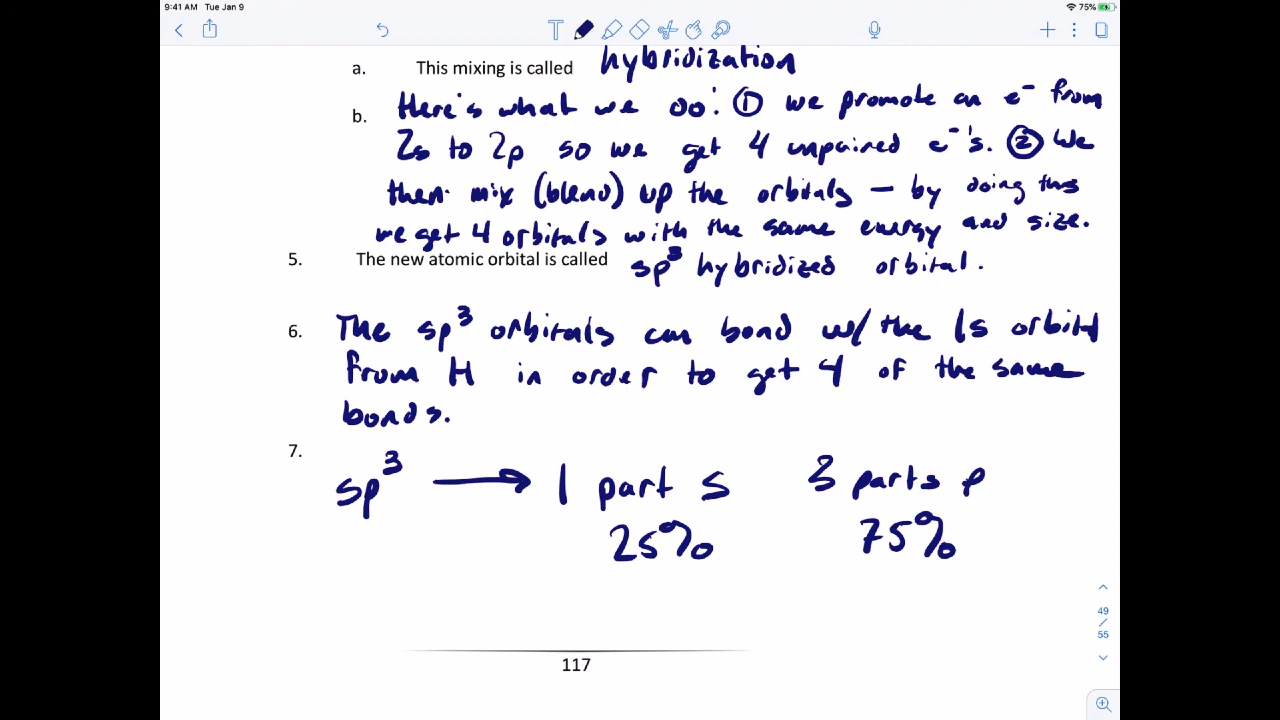 9:41 AM Tue Jan 9
75%
T
a. This mixing is called hybridization
b. Here's what we do: ① we promote an e⁻ from
2s to 2p so we get 4 unpaired e⁻'s. ② We
then mix (blend) up the orbitals — by doing this
we get 4 orbitals with the same energy and size.
5. The new atomic orbital is called sp³ hybridized orbital.
6. The sp³ orbitals can bond w/ the 1s orbital
from H in order to get 4 of the same
bonds.
7. sp³ → 1 part s 3 parts p
25% 75%
49
/
55
117